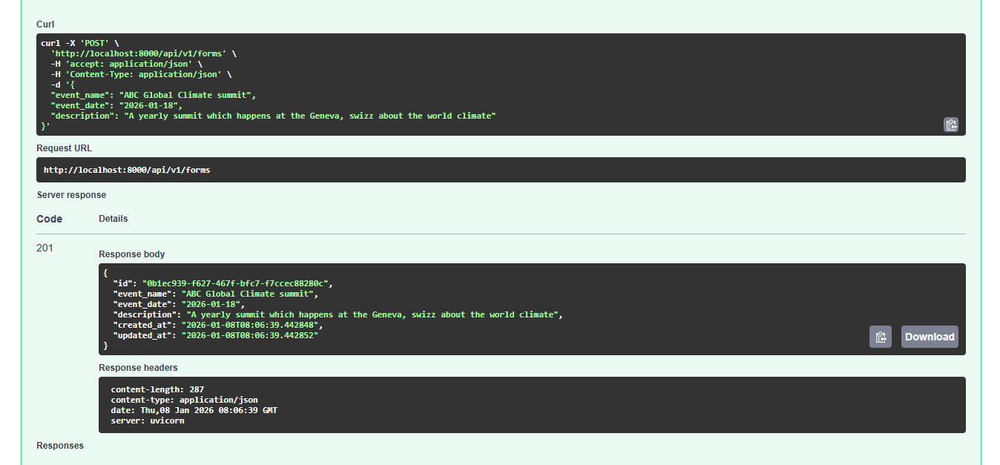 Curl
curl -X 'POST' \
  'http://localhost:8000/api/v1/forms' \
  -H 'accept: application/json' \
  -H 'Content-Type: application/json' \
  -d '{
  "event_name": "ABC Global Climate summit",
  "event_date": "2026-01-18",
  "description": "A yearly summit which happens at the Geneva, swizz about the world climate"
}'
Request URL
http://localhost:8000/api/v1/forms
Server response
Code Details
201
Response body
{
  "id": "0b1ec939-f627-467f-bfc7-f7ccec88280c",
  "event_name": "ABC Global Climate summit",
  "event_date": "2026-01-18",
  "description": "A yearly summit which happens at the Geneva, swizz about the world climate",
  "created_at": "2026-01-08T08:06:39.442848",
  "updated_at": "2026-01-08T08:06:39.442852"
}
Download
Response headers
content-length: 287
content-type: application/json
date: Thu,08 Jan 2026 08:06:39 GMT
server: uvicorn
Responses